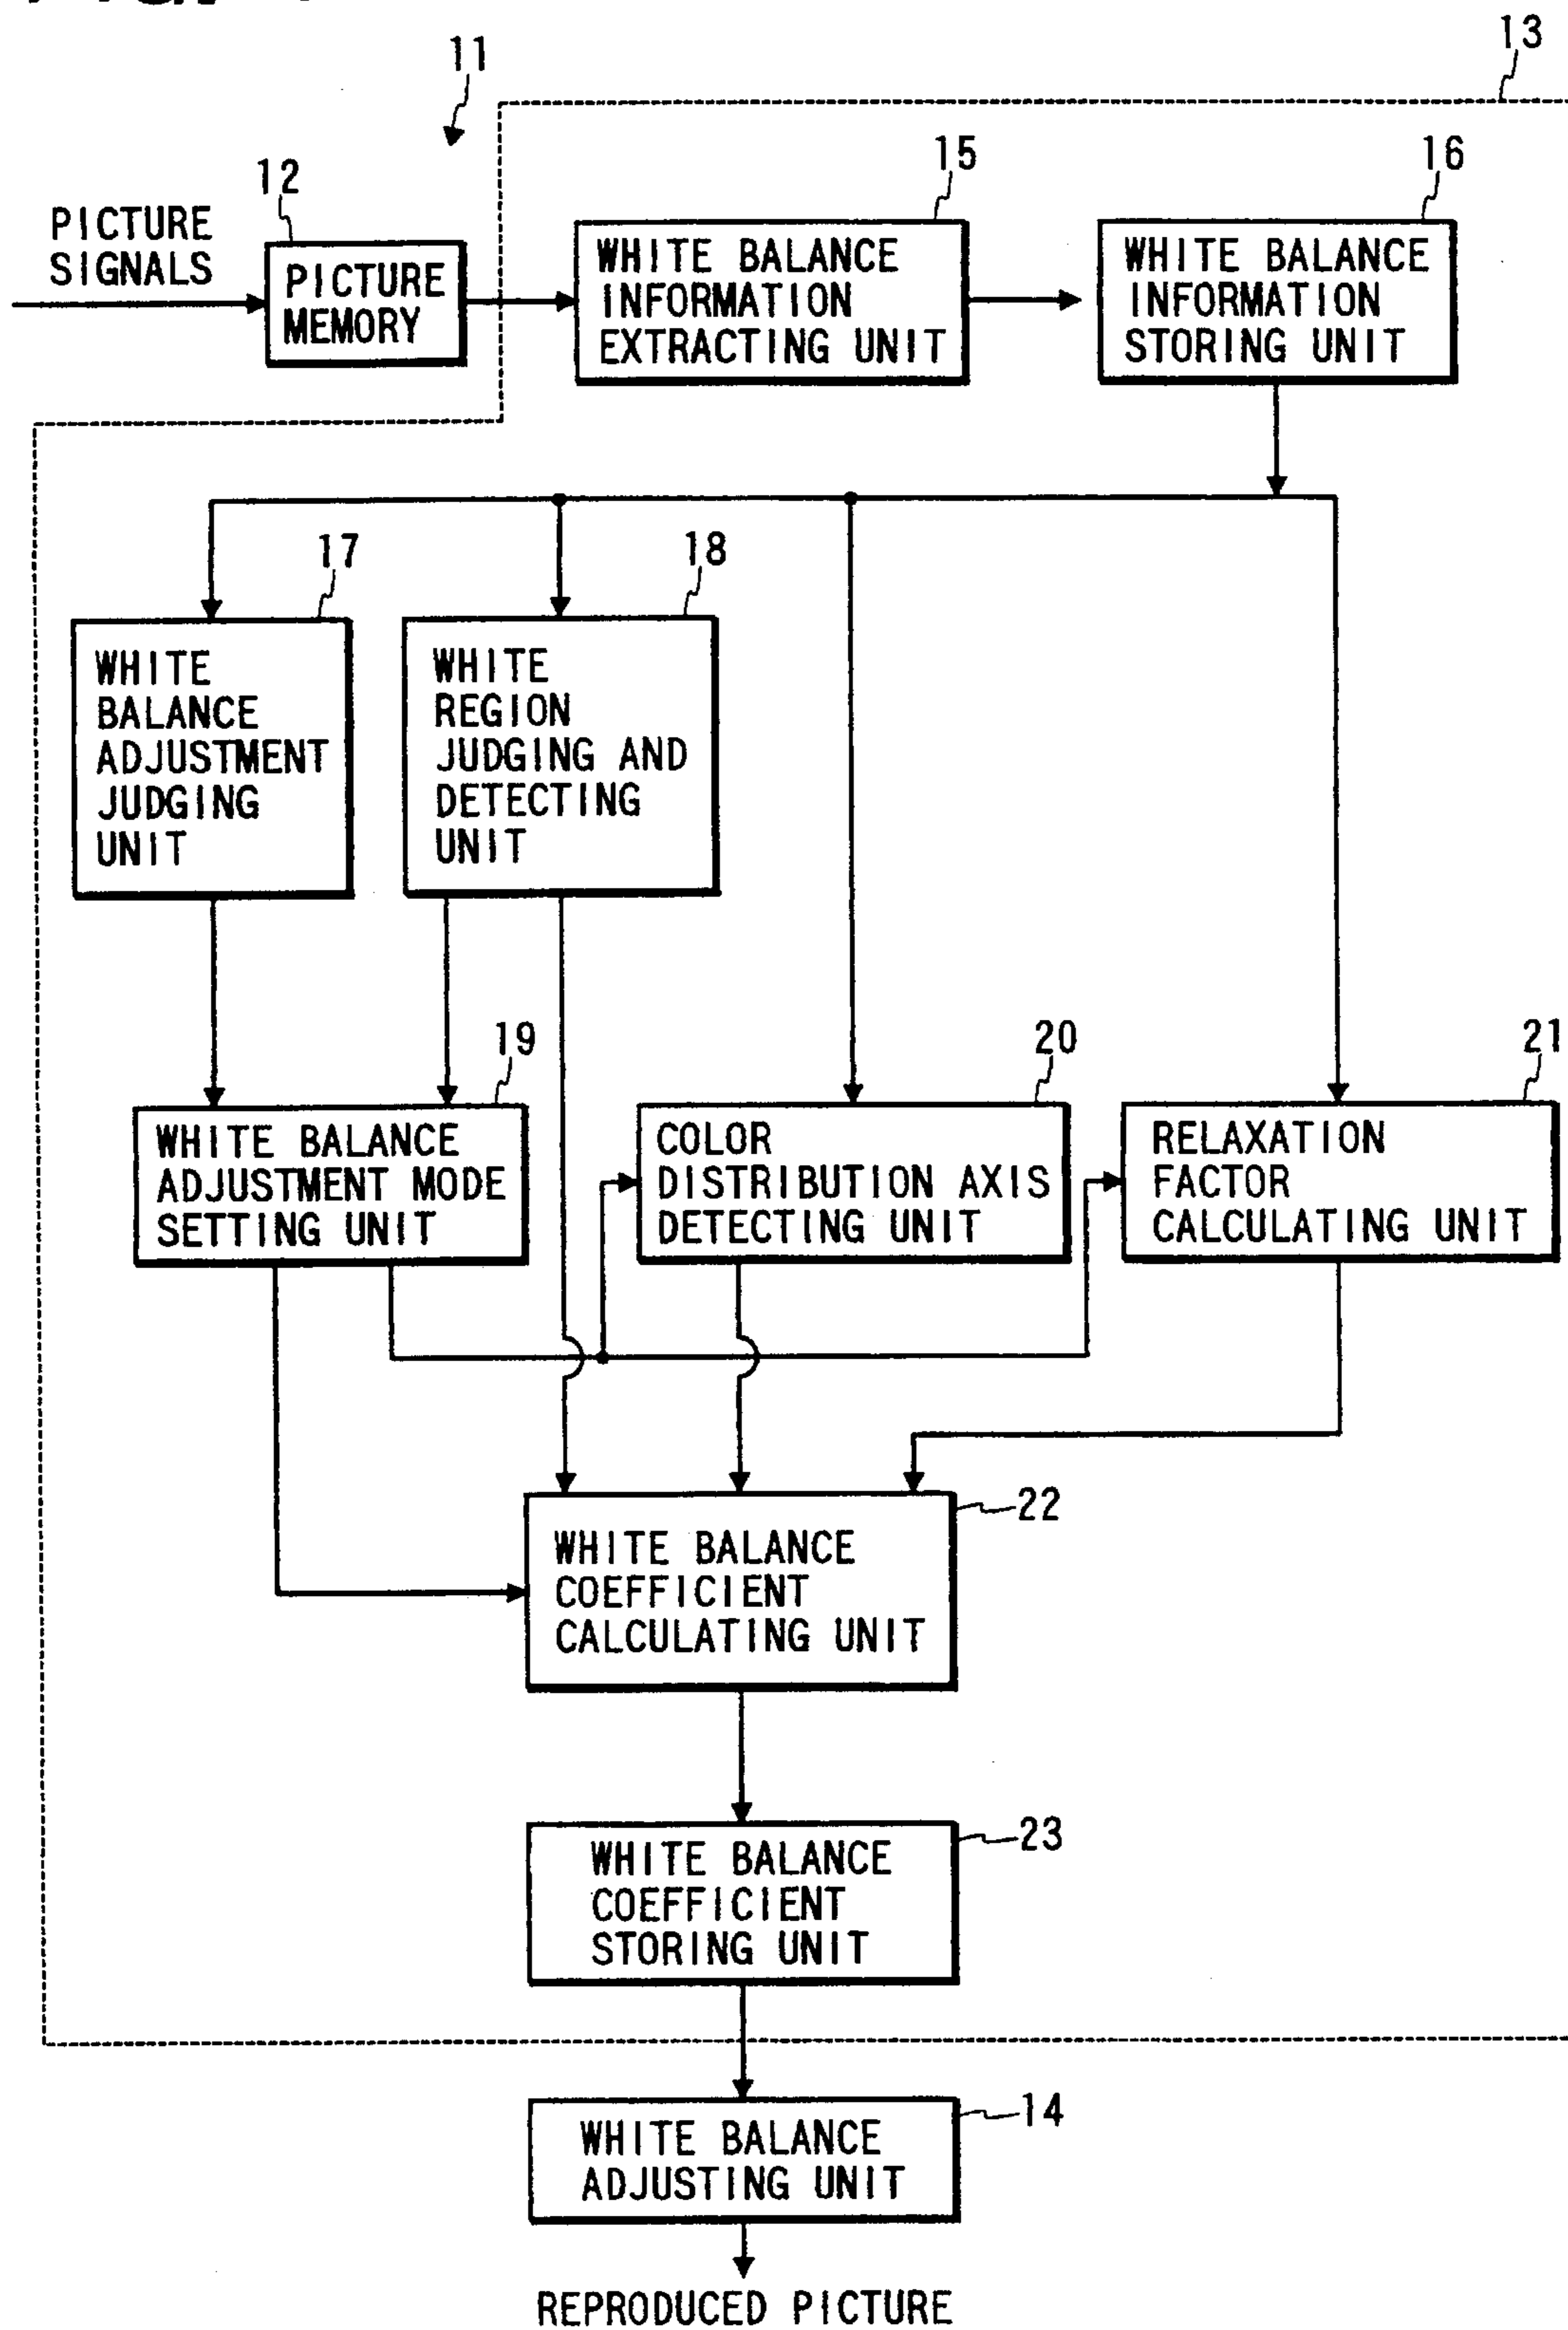 11
13
12
15
16
PICTURE
SIGNALS
PICTURE
MEMORY
WHITE BALANCE
INFORMATION
EXTRACTING UNIT
WHITE BALANCE
INFORMATION
STORING UNIT
17
18
WHITE
BALANCE
ADJUSTMENT
JUDGING
UNIT
WHITE
REGION
JUDGING AND
DETECTING
UNIT
19
20
21
WHITE BALANCE
ADJUSTMENT MODE
SETTING UNIT
COLOR
DISTRIBUTION AXIS
DETECTING UNIT
RELAXATION
FACTOR
CALCULATING UNIT
22
WHITE BALANCE
COEFFICIENT
CALCULATING UNIT
23
WHITE BALANCE
COEFFICIENT
STORING UNIT
14
WHITE BALANCE
ADJUSTING UNIT
REPRODUCED PICTURE